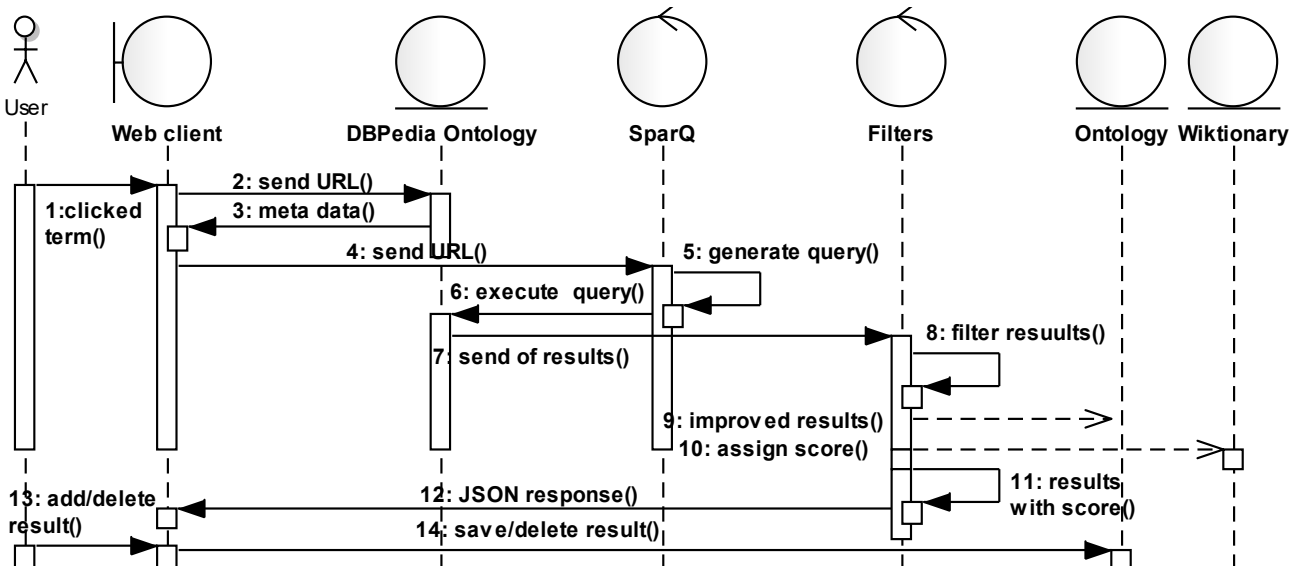 User
Web client
DBPedia Ontology
SparQ
Filters
Ontology
Wiktionary
1:clicked
term()
2: send URL()
3: meta data()
4: send URL()
5: generate query()
6: execute query()
7: send of results()
8: filter resuults()
9: improved results()
10: assign score()
11: results
with score()
12: JSON response()
13: add/delete
result()
14: save/delete result()